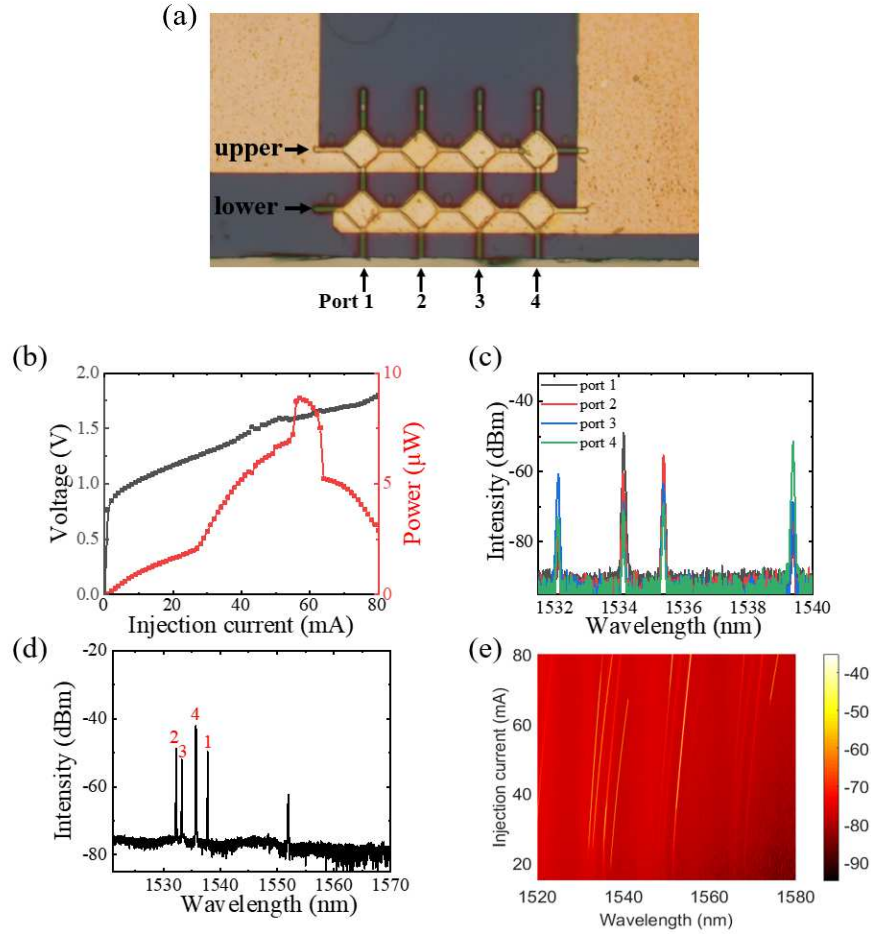 (a)
upper
lower
Port 1 2 3 4
(b)
2.0 10
1.5
1.0 5
0.5
0.0 0
0 20 40 60 80
Voltage (V)
Power (µW)
Injection current (mA)
(c)
port 1
port 2
port 3
port 4
-40
-60
-80
1532 1534 1536 1538 1540
Intensity (dBm)
Wavelength (nm)
(d)
-20
-40
-60
-80
2
3
4
1
1530 1540 1550 1560 1570
Intensity (dBm)
Wavelength (nm)
(e)
80
60
40
20
1520 1540 1560 1580
Injection current (mA)
Wavelength (nm)
-40
-50
-60
-70
-80
-90